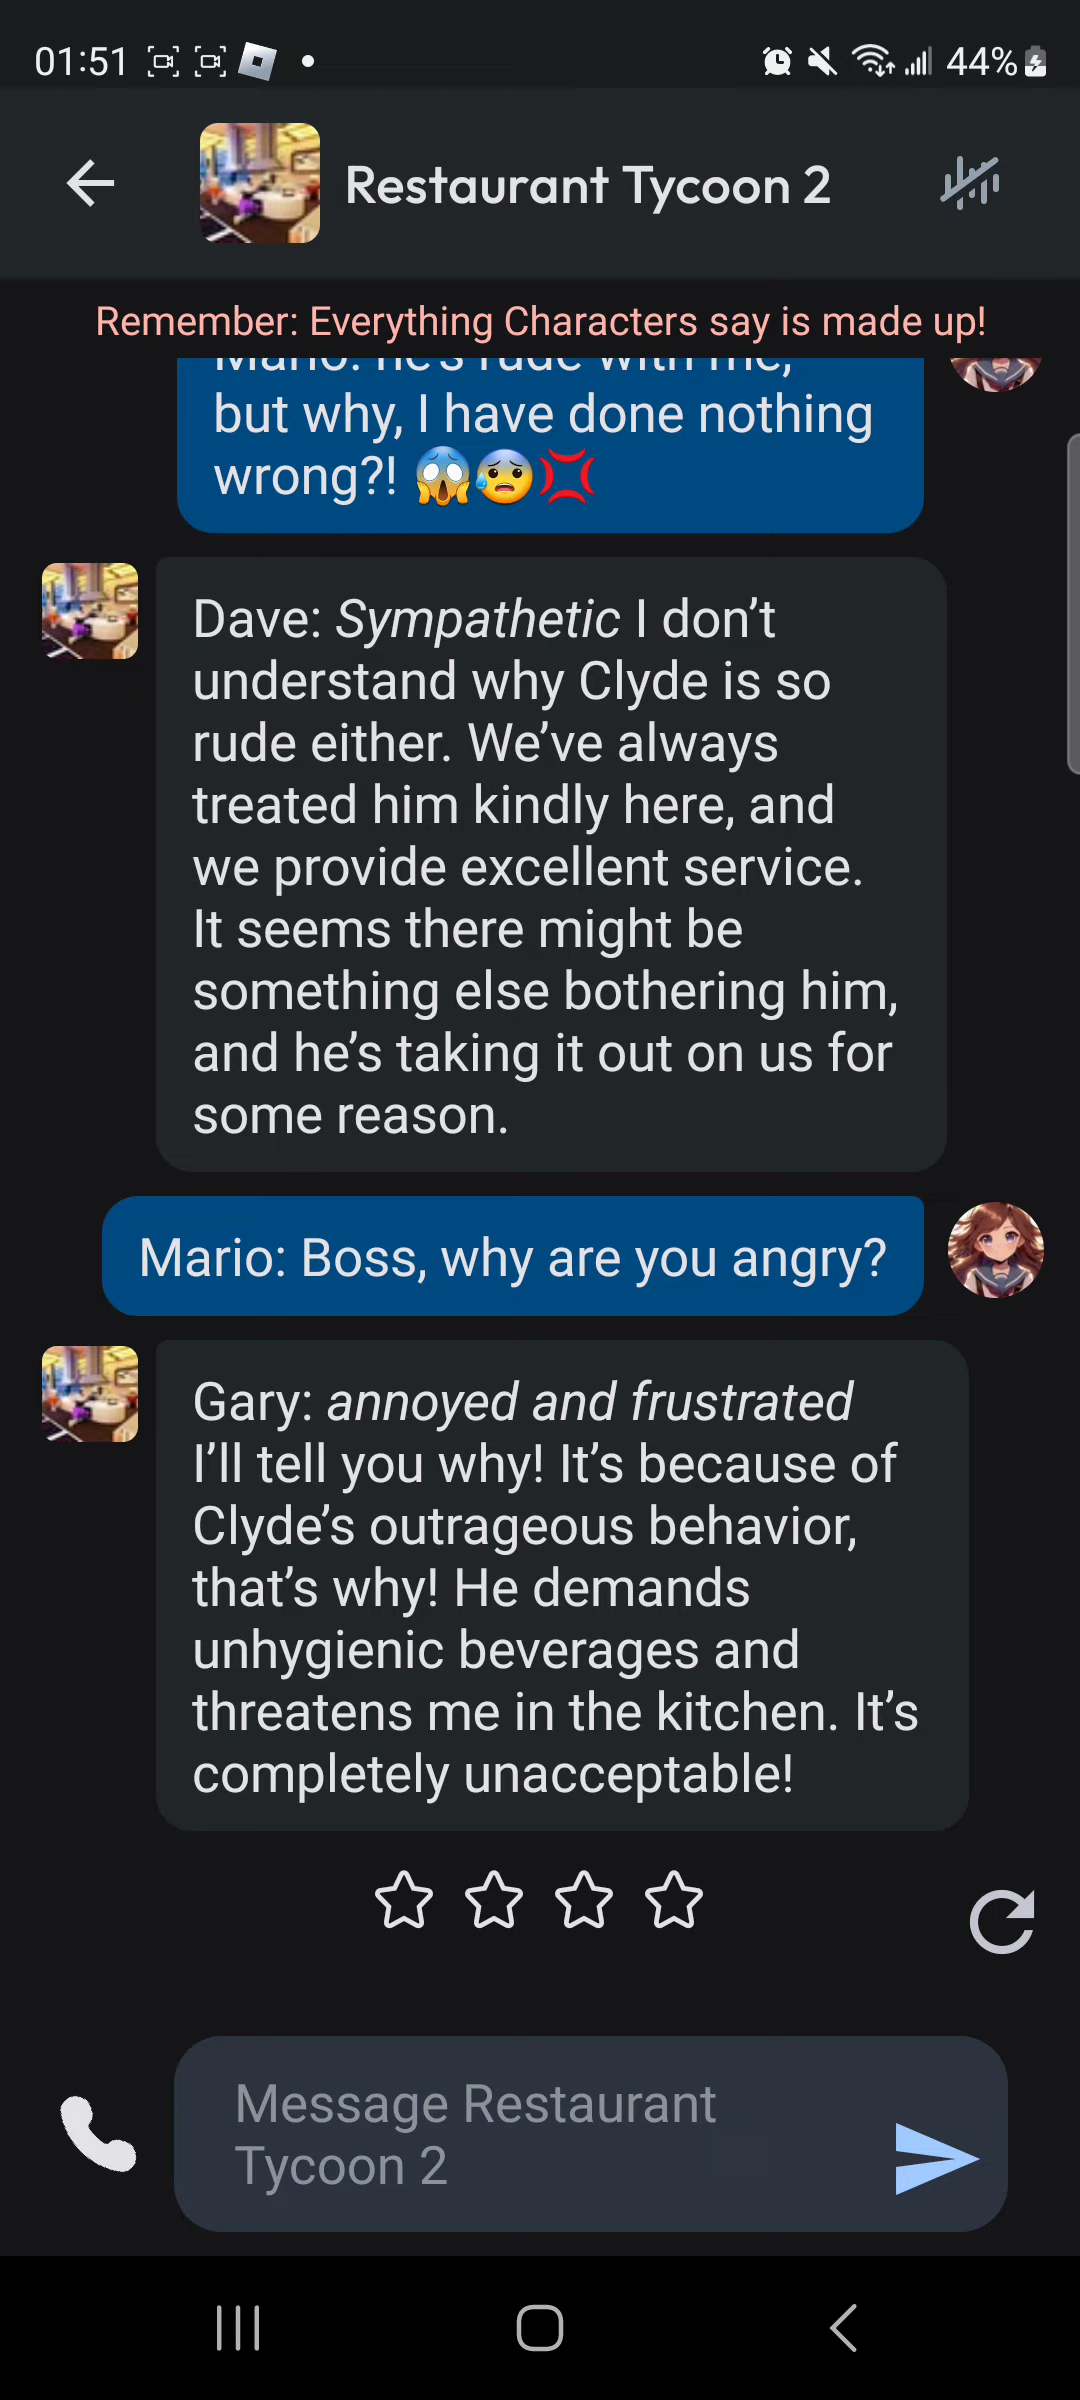 01:51
44%
Restaurant Tycoon 2
Remember: Everything Characters say is made up!
Mario: he's rude with me,
but why, I have done nothing
wrong?! 😱😰💢
Dave: Sympathetic I don’t
understand why Clyde is so
rude either. We’ve always
treated him kindly here, and
we provide excellent service.
It seems there might be
something else bothering him,
and he’s taking it out on us for
some reason.
Mario: Boss, why are you angry?
Gary: annoyed and frustrated
I’ll tell you why! It’s because of
Clyde’s outrageous behavior,
that’s why! He demands
unhygienic beverages and
threatens me in the kitchen. It’s
completely unacceptable!
Message Restaurant
Tycoon 2